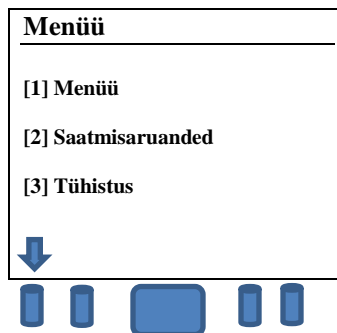 Menüü
[1] Menüü
[2] Saatmisaruanded
[3] Tühistus